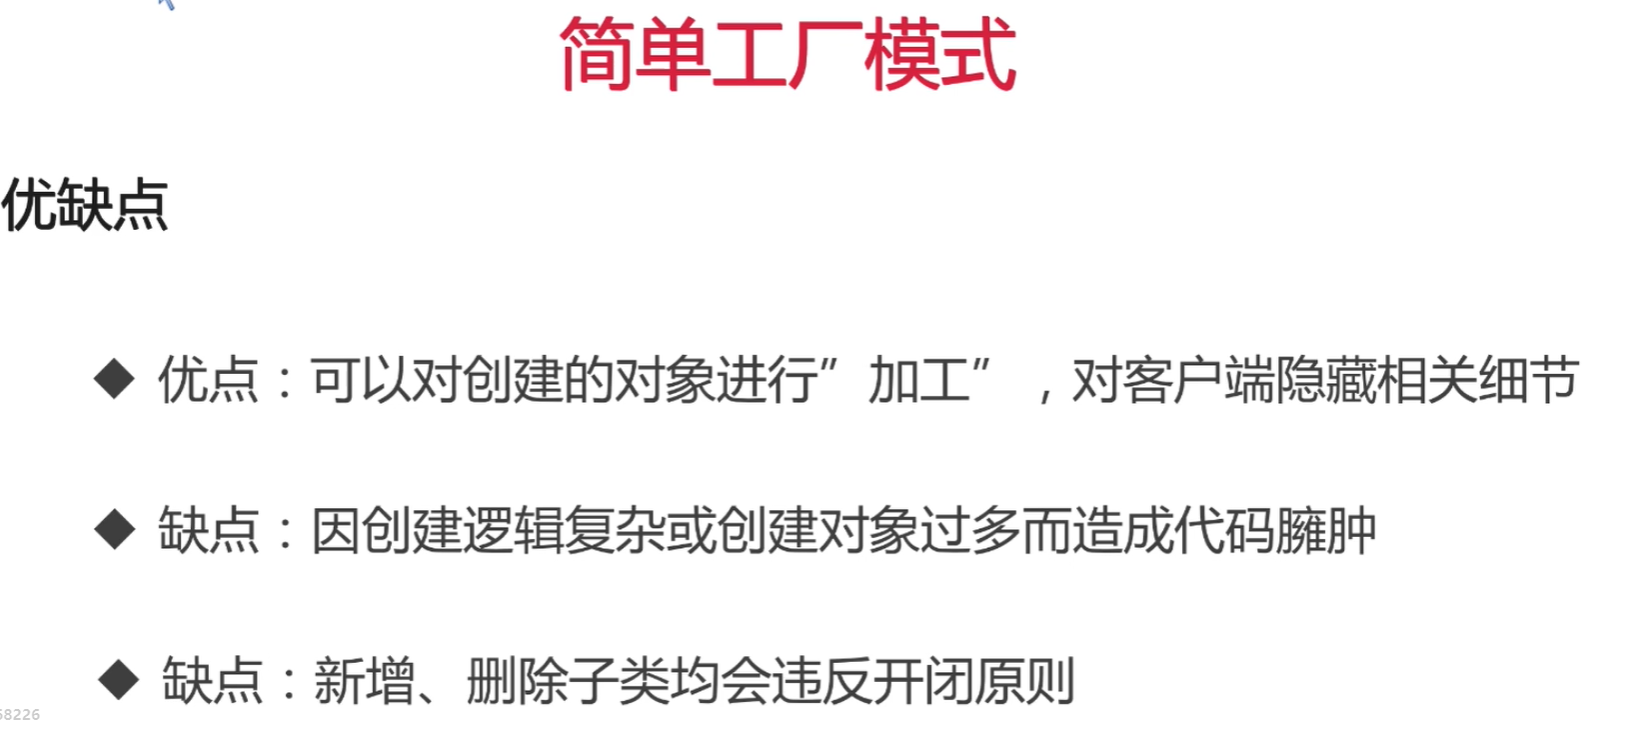 简单工厂模式
优缺点
◆ 优点：可以对创建的对象进行”加工”，对客户端隐藏相关细节
◆ 缺点：因创建逻辑复杂或创建对象过多而造成代码臃肿
◆ 缺点：新增、删除子类均会违反开闭原则
68226